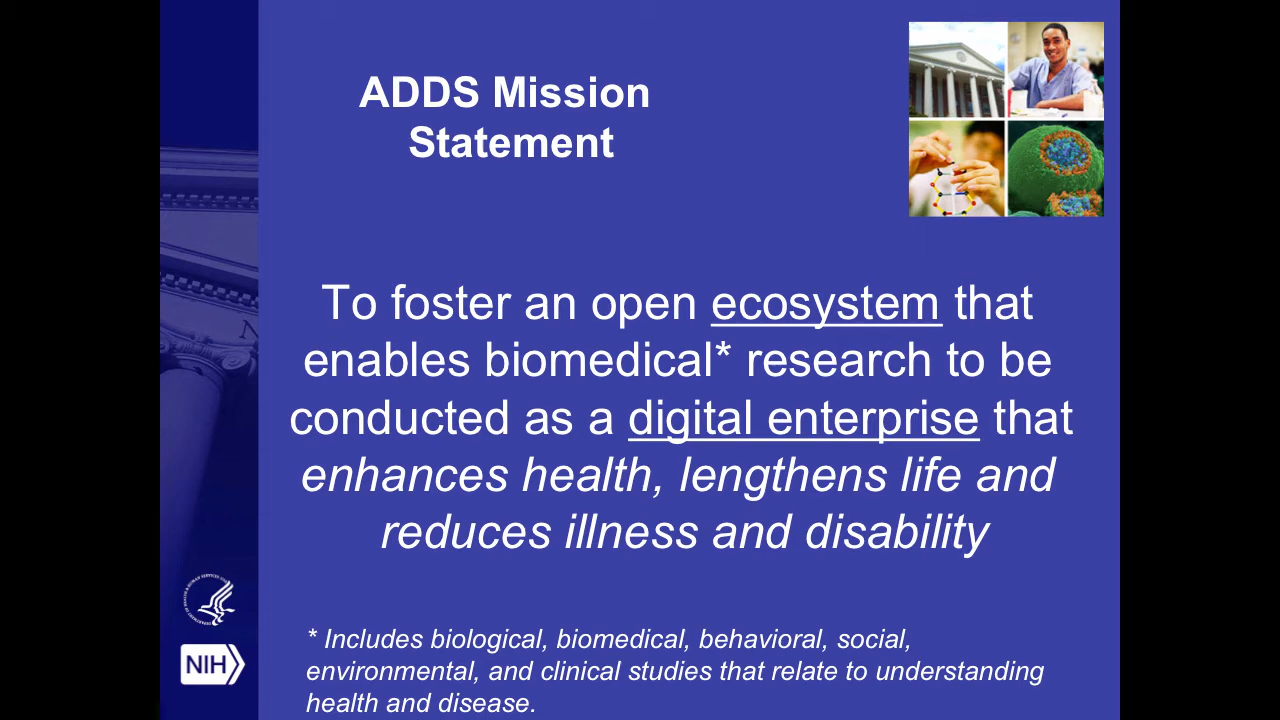 ADDS Mission
Statement
To foster an open ecosystem that
enables biomedical* research to be
conducted as a digital enterprise that
enhances health, lengthens life and
reduces illness and disability
* Includes biological, biomedical, behavioral, social,
environmental, and clinical studies that relate to understanding
health and disease.
NIH